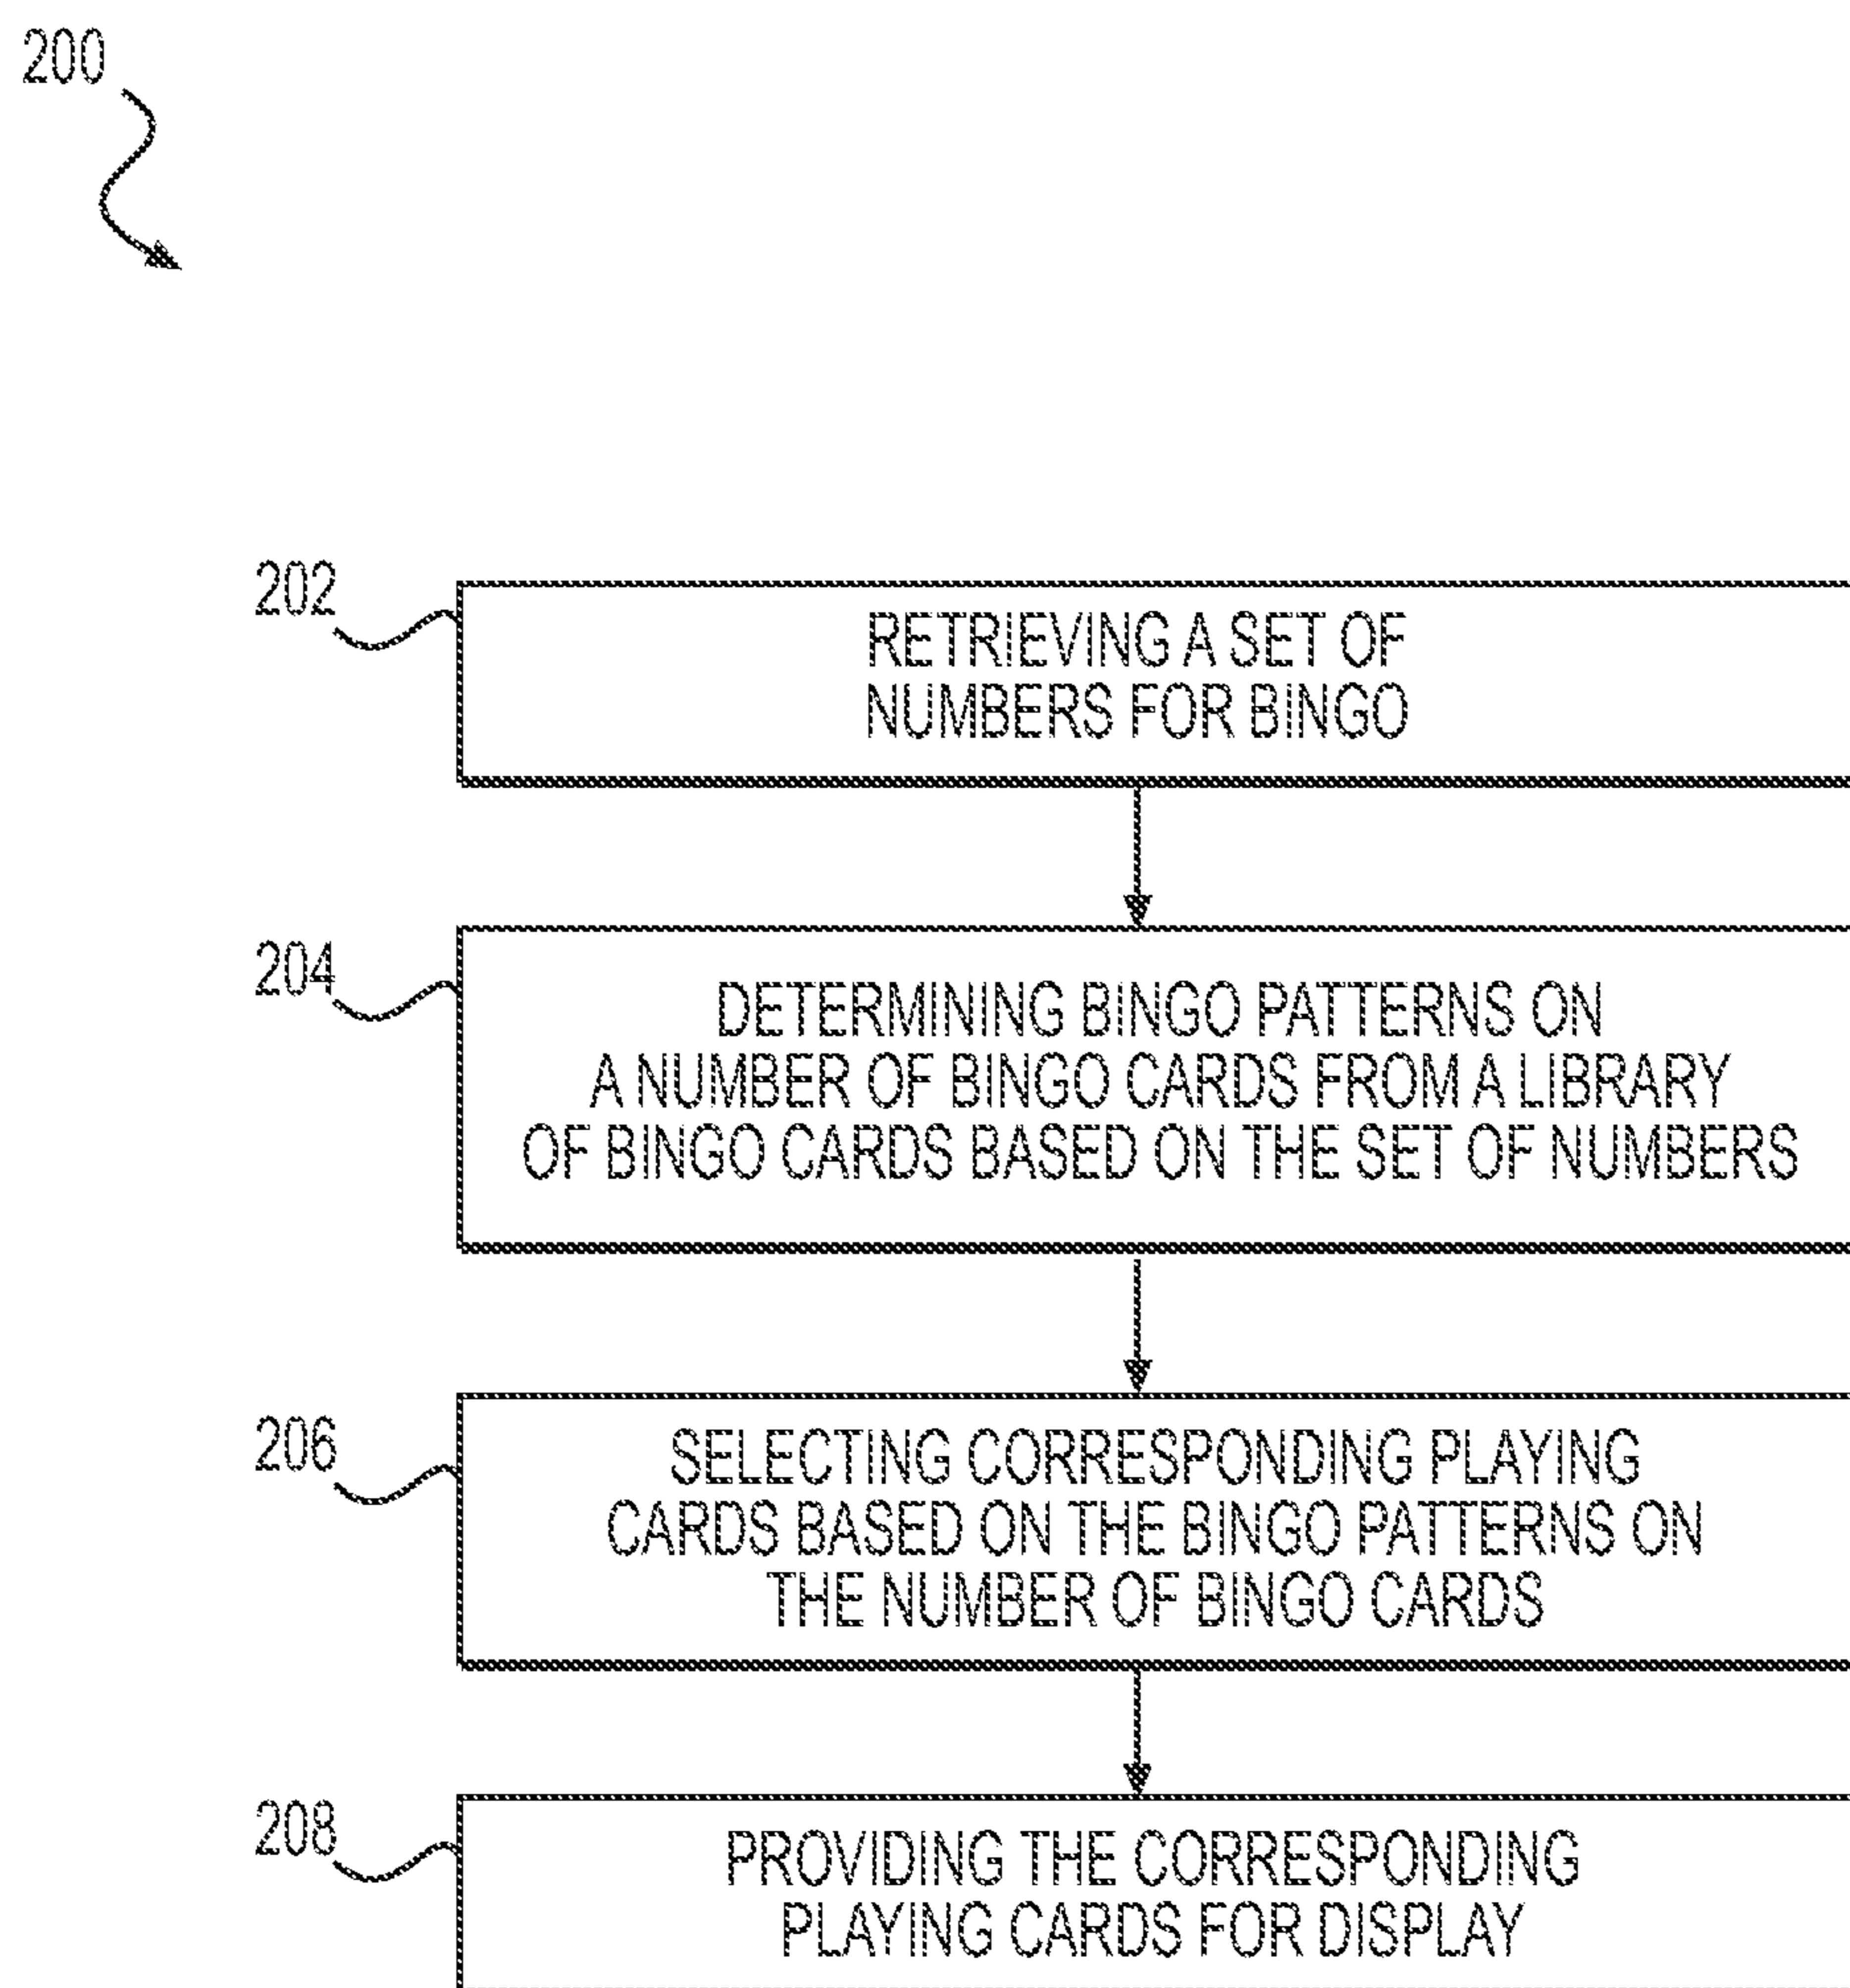 200
202
RETRIEVING A SET OF
NUMBERS FOR BINGO
204
DETERMINING BINGO PATTERNS ON
A NUMBER OF BINGO CARDS FROM A LIBRARY
OF BINGO CARDS BASED ON THE SET OF NUMBERS
206
SELECTING CORRESPONDING PLAYING
CARDS BASED ON THE BINGO PATTERNS ON
THE NUMBER OF BINGO CARDS
208
PROVIDING THE CORRESPONDING
PLAYING CARDS FOR DISPLAY